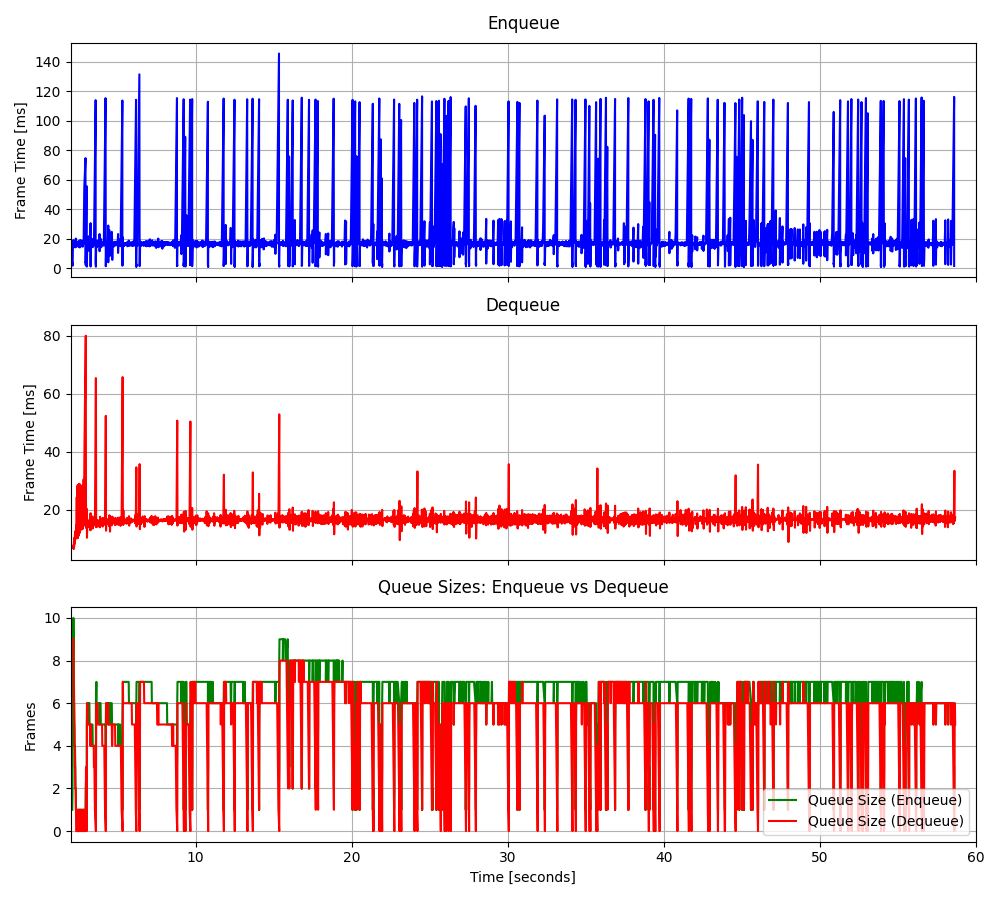 Enqueue
140
120
100
80
60
40
20
0
Frame Time [ms]
Dequeue
80
60
40
20
Frame Time [ms]
Queue Sizes: Enqueue vs Dequeue
10
8
6
4
2
0
Frames
Queue Size (Enqueue)
Queue Size (Dequeue)
10 20 30 40 50 60
Time [seconds]